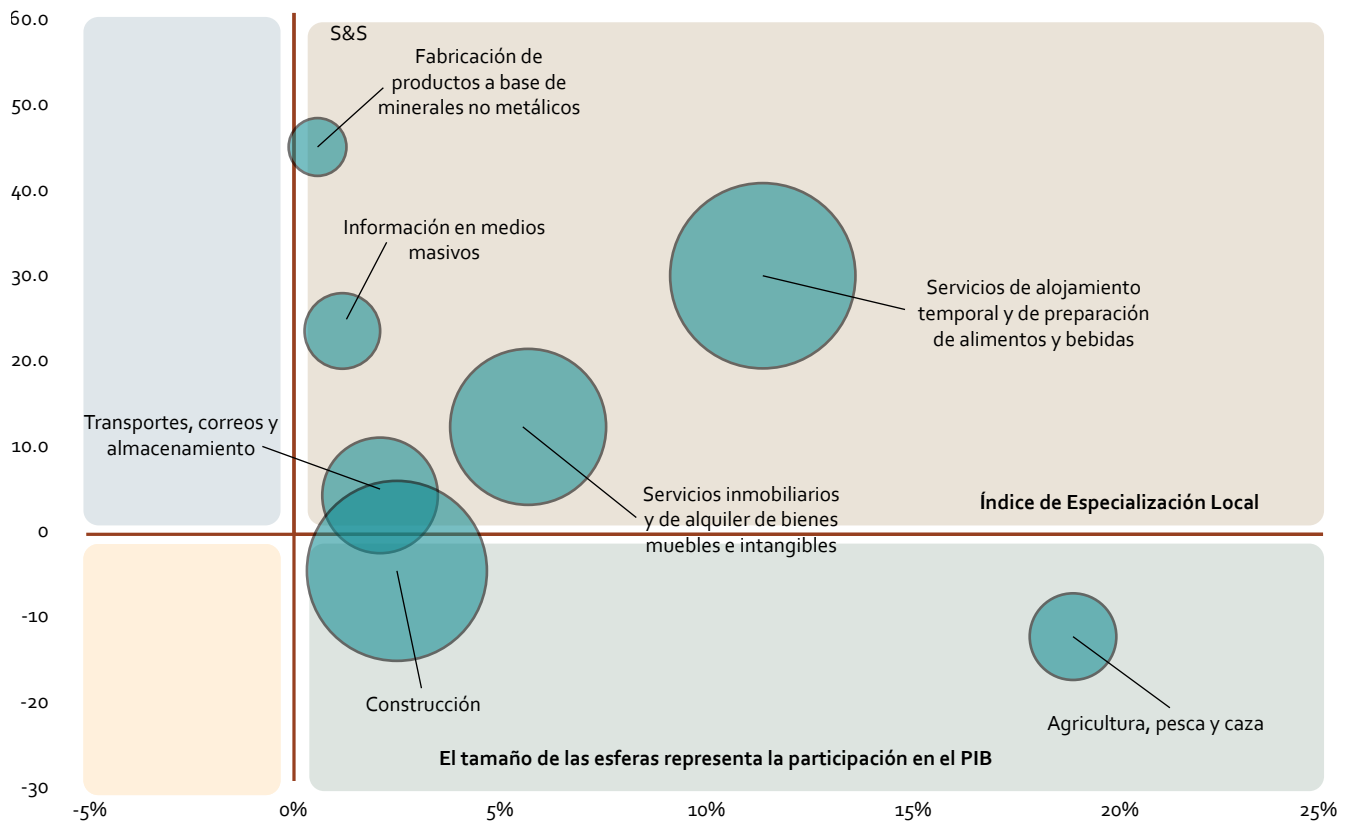 60.0
S&S
Fabricación de
productos a base de
minerales no metálicos
50.0
40.0
Información en medios
masivos
30.0
Servicios de alojamiento
temporal y de preparación
de alimentos y bebidas
20.0
Transportes, correos y
almacenamiento
10.0
Servicios inmobiliarios
y de alquiler de bienes
muebles e intangibles
Índice de Especialización Local
0
-10
Construcción
-20
Agricultura, pesca y caza
El tamaño de las esferas representa la participación en el PIB
-30
-5% 0% 5% 10% 15% 20% 25%